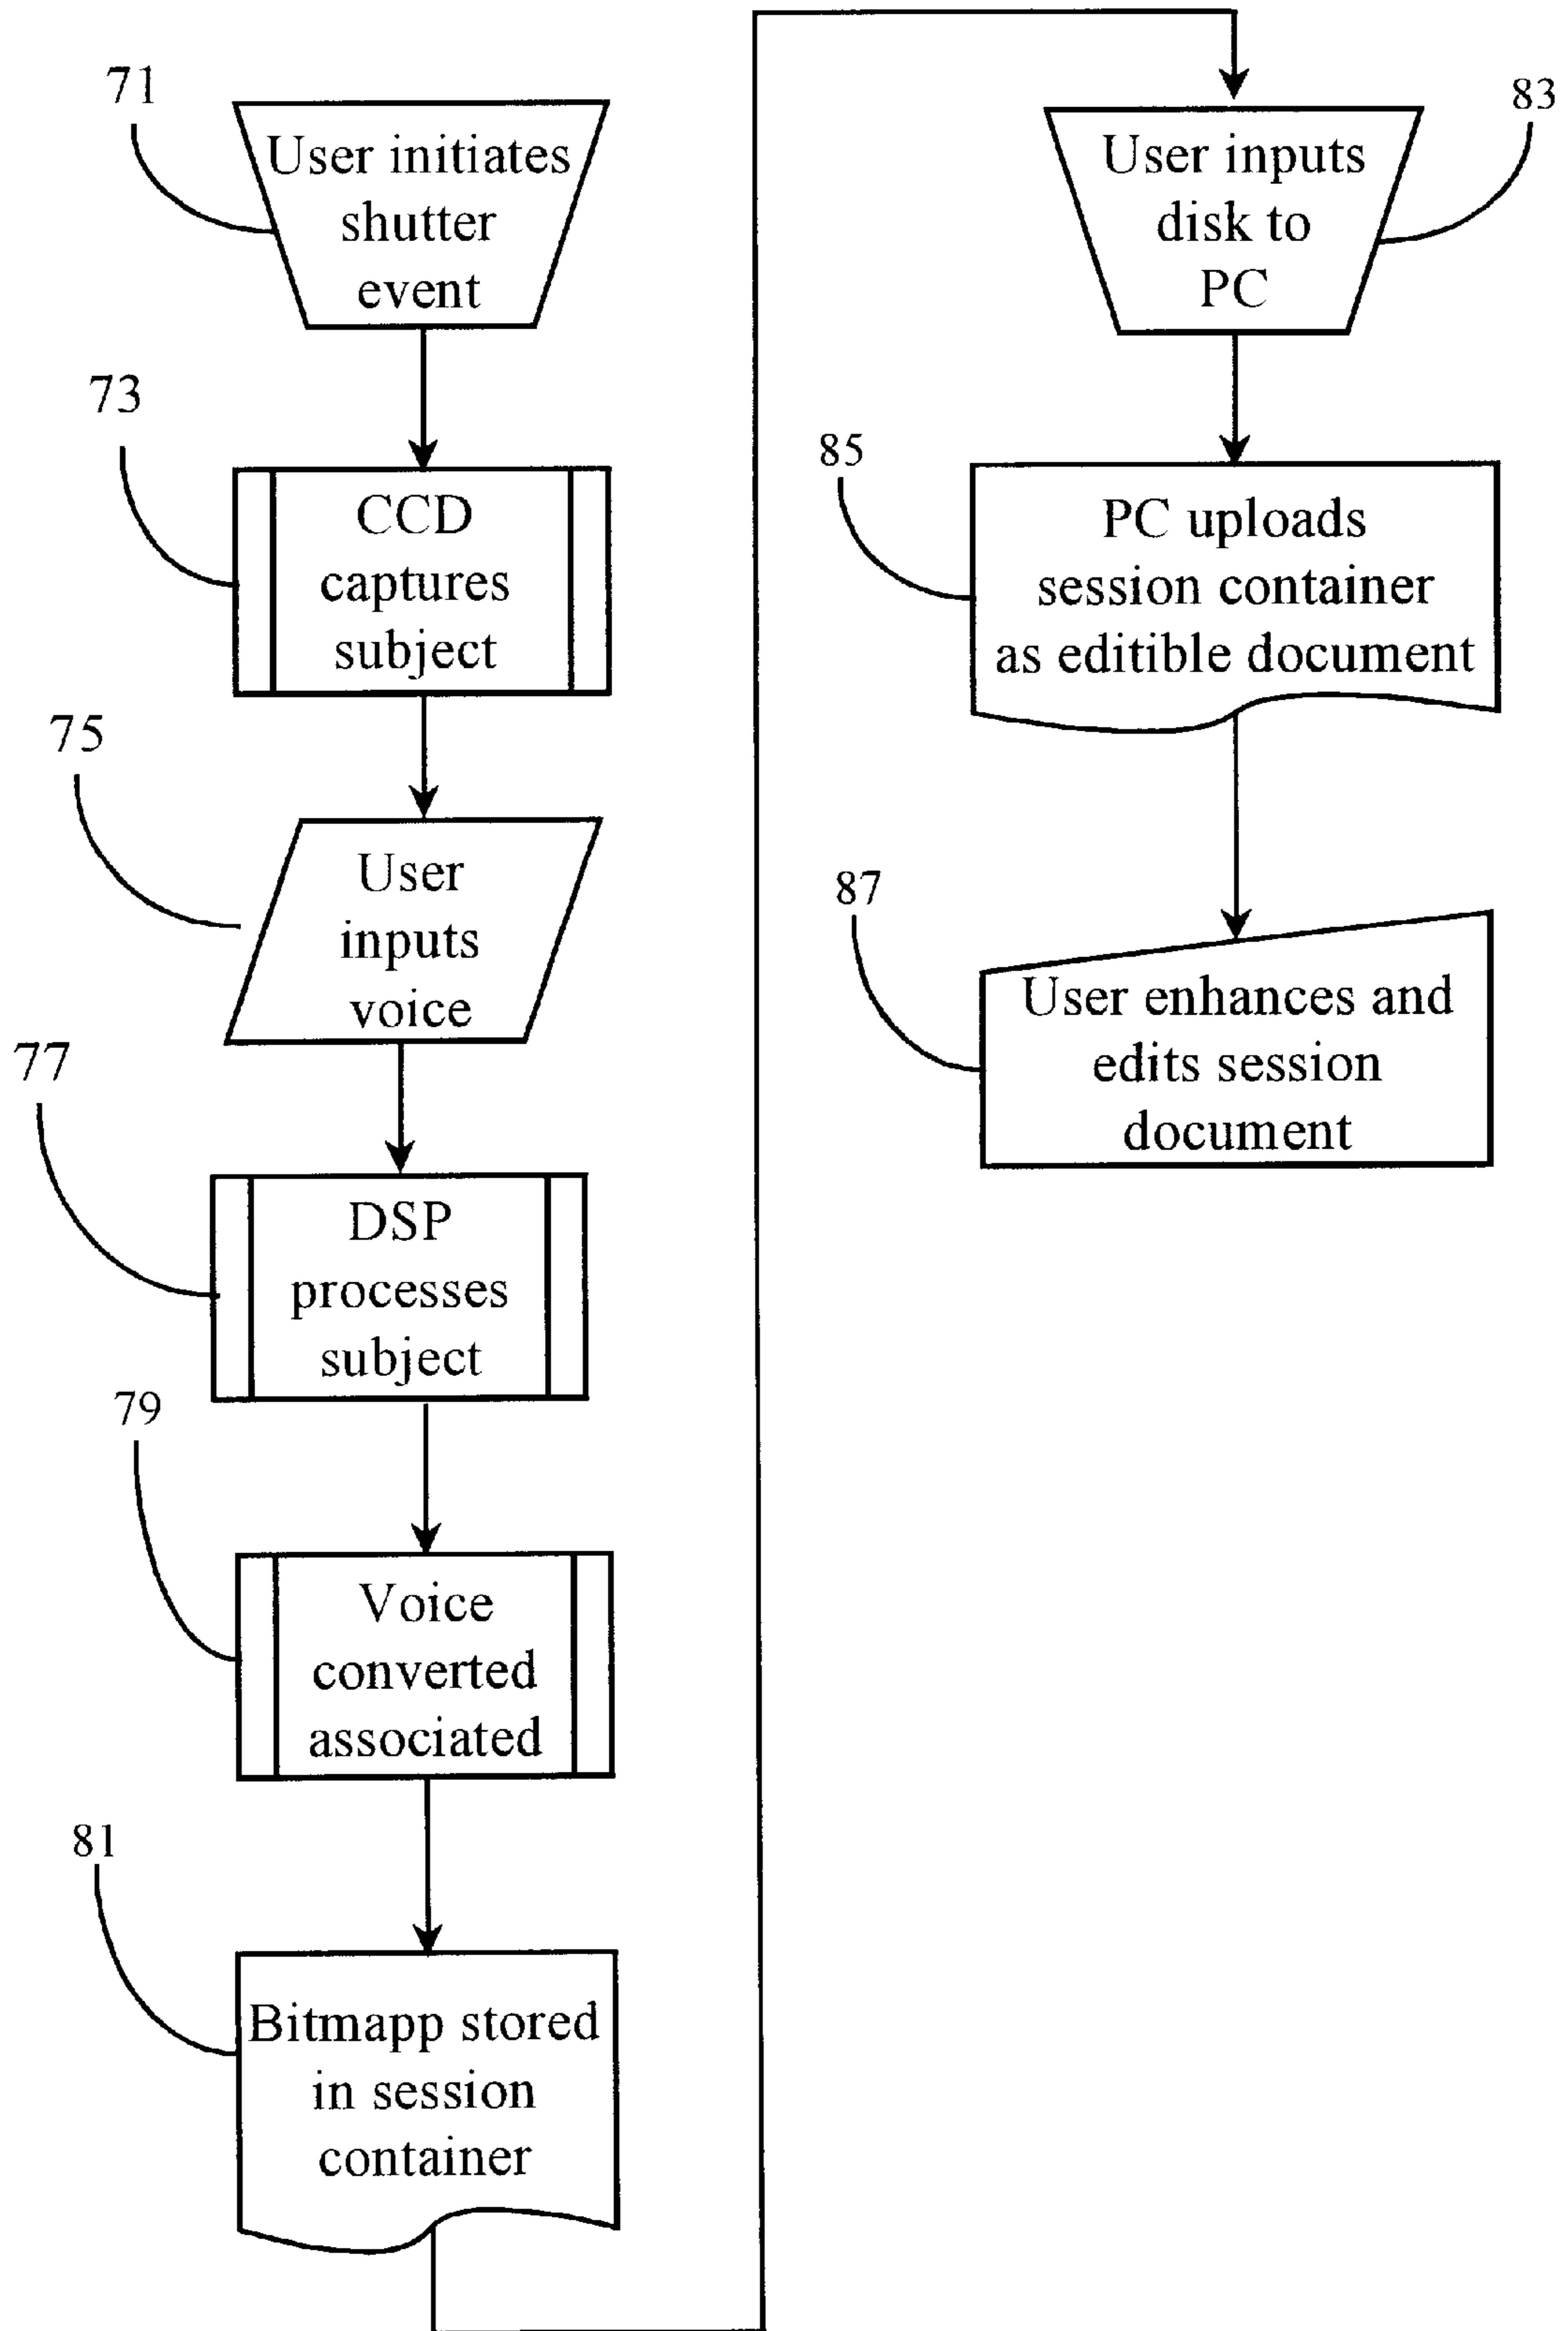 71
User initiates
shutter
event
73
CCD
captures
subject
75
User
inputs
voice
77
DSP
processes
subject
79
Voice
converted
associated
81
Bitmapp stored
in session
container
83
User inputs
disk to
PC
85
PC uploads
session container
as editible document
87
User enhances and
edits session
document